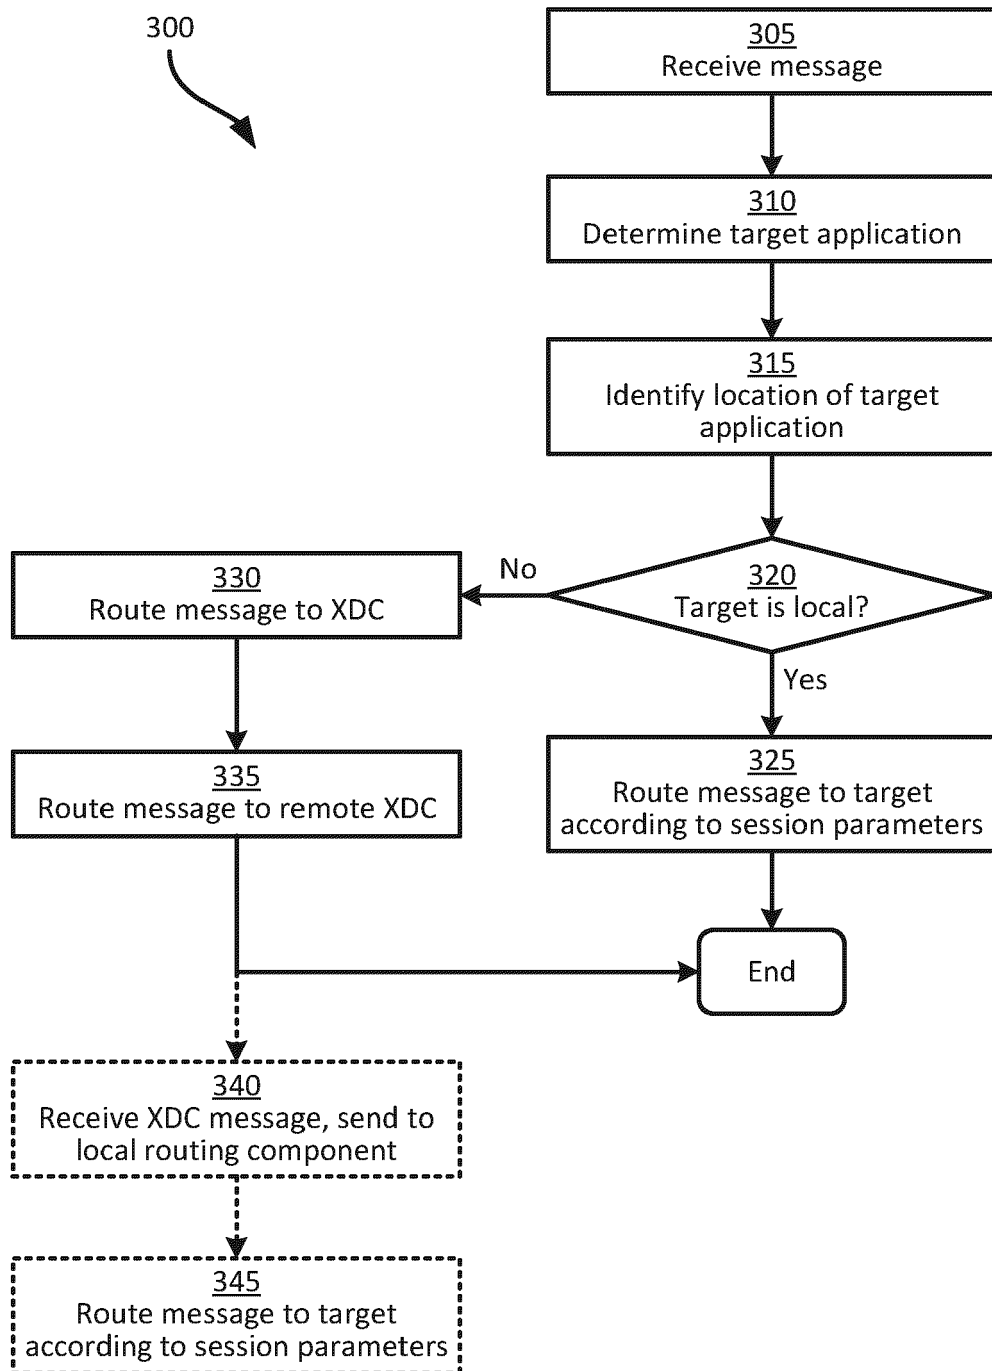 300
305
Receive message
310
Determine target application
315
Identify location of target
application
320
Target is local?
No
Yes
330
Route message to XDC
335
Route message to remote XDC
325
Route message to target
according to session parameters
End
340
Receive XDC message, send to
local routing component
345
Route message to target
according to session parameters